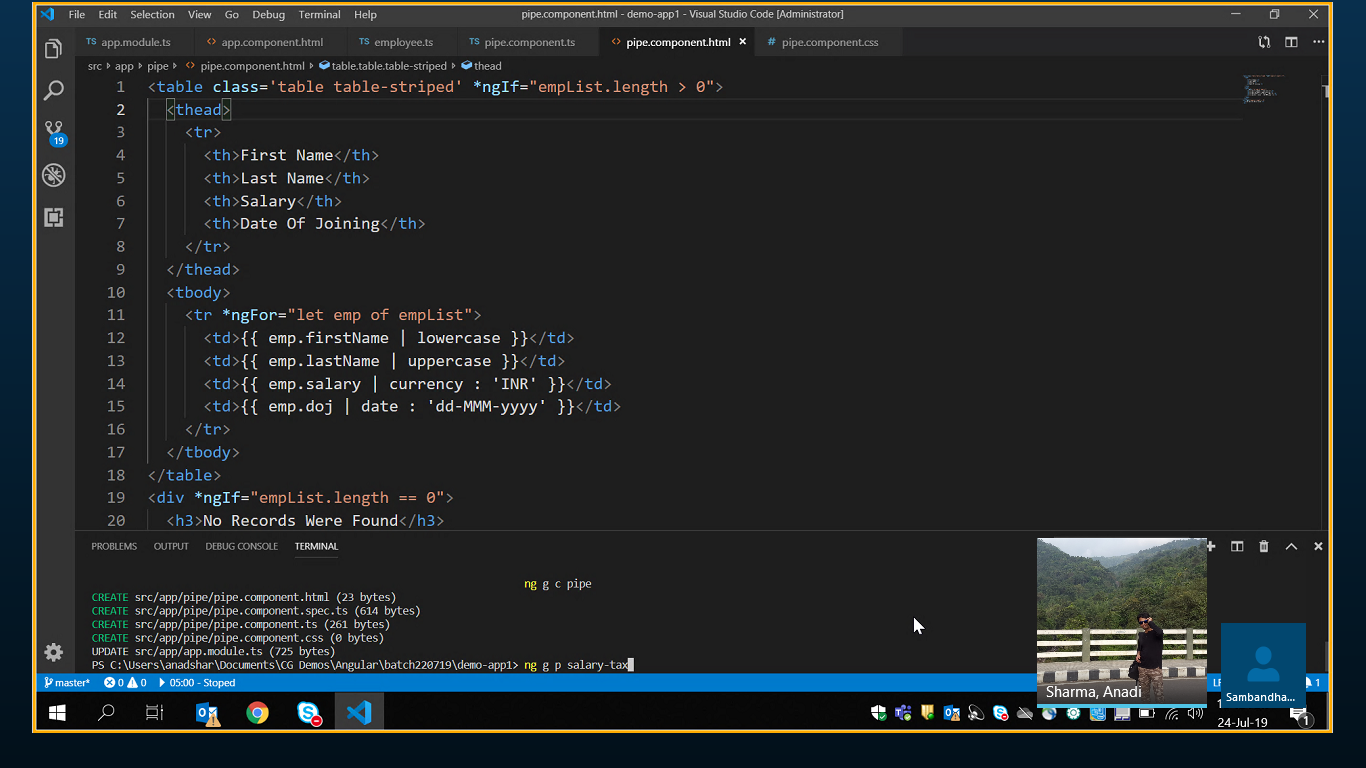 File Edit Selection View Go Debug Terminal Help pipe.component.html - demo-app1 - Visual Studio Code [Administrator]
TS app.module.ts <> app.component.html TS employee.ts TS pipe.component.ts <> pipe.component.html × # pipe.component.css
src › app › pipe › <> pipe.component.html › table.table.table-striped › thead
1 <table class='table table-striped' *ngIf="empList.length > 0">
2 <thead>
3 <tr>
4 <th>First Name</th>
5 <th>Last Name</th>
6 <th>Salary</th>
7 <th>Date Of Joining</th>
8 </tr>
9 </thead>
10 <tbody>
11 <tr *ngFor="let emp of empList">
12 <td>{{ emp.firstName | lowercase }}</td>
13 <td>{{ emp.lastName | uppercase }}</td>
14 <td>{{ emp.salary | currency : 'INR' }}</td>
15 <td>{{ emp.doj | date : 'dd-MMM-yyyy' }}</td>
16 </tr>
17 </tbody>
18 </table>
19 <div *ngIf="empList.length == 0">
20 <h3>No Records Were Found</h3>
19
PROBLEMS OUTPUT DEBUG CONSOLE TERMINAL
ng g c pipe
CREATE src/app/pipe/pipe.component.html (23 bytes)
CREATE src/app/pipe/pipe.component.spec.ts (614 bytes)
CREATE src/app/pipe/pipe.component.ts (261 bytes)
CREATE src/app/pipe/pipe.component.css (0 bytes)
UPDATE src/app/app.module.ts (725 bytes)
PS C:\Users\anadshar\Documents\CG Demos\Angular\batch220719\demo-app1> ng g p salary-tax
master* 0 0 05:00 - Stoped 1
Sharma, Anadi
Sambandha...
24-Jul-19 1